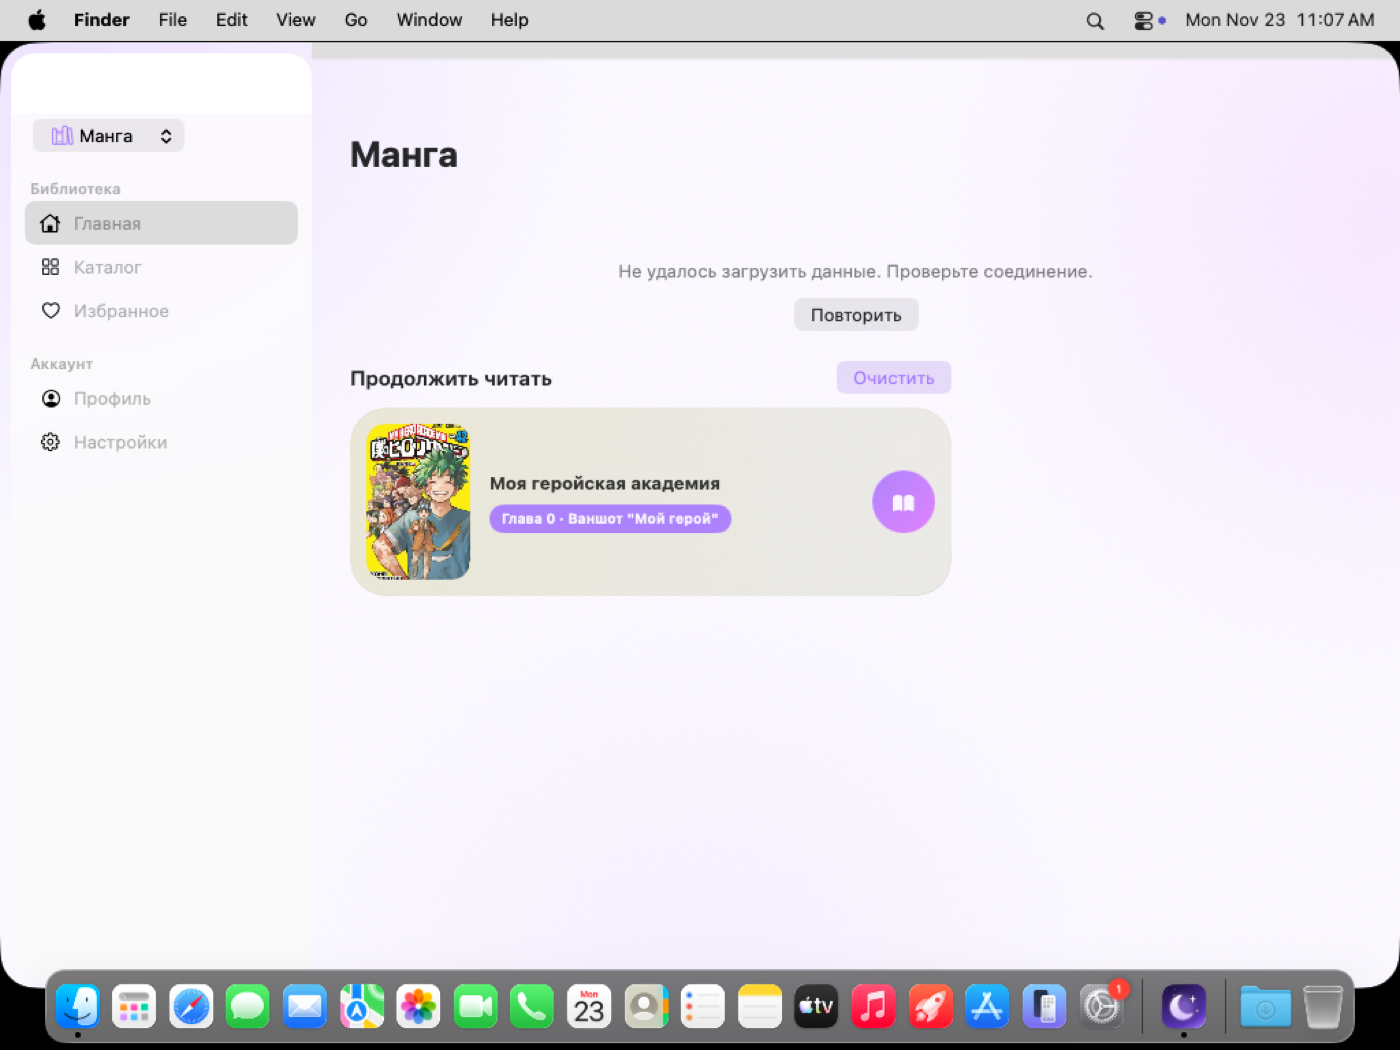 Finder File Edit View Go Window Help Mon Nov 23 11:07 AM
Манга
Библиотека
Главная
Каталог
Избранное
Аккаунт
Профиль
Настройки
Манга
Не удалось загрузить данные. Проверьте соединение.
Повторить
Продолжить читать
Очистить
Моя геройская академия
Глава 0 · Ваншот "Мой герой"
Mon
23
tv
1